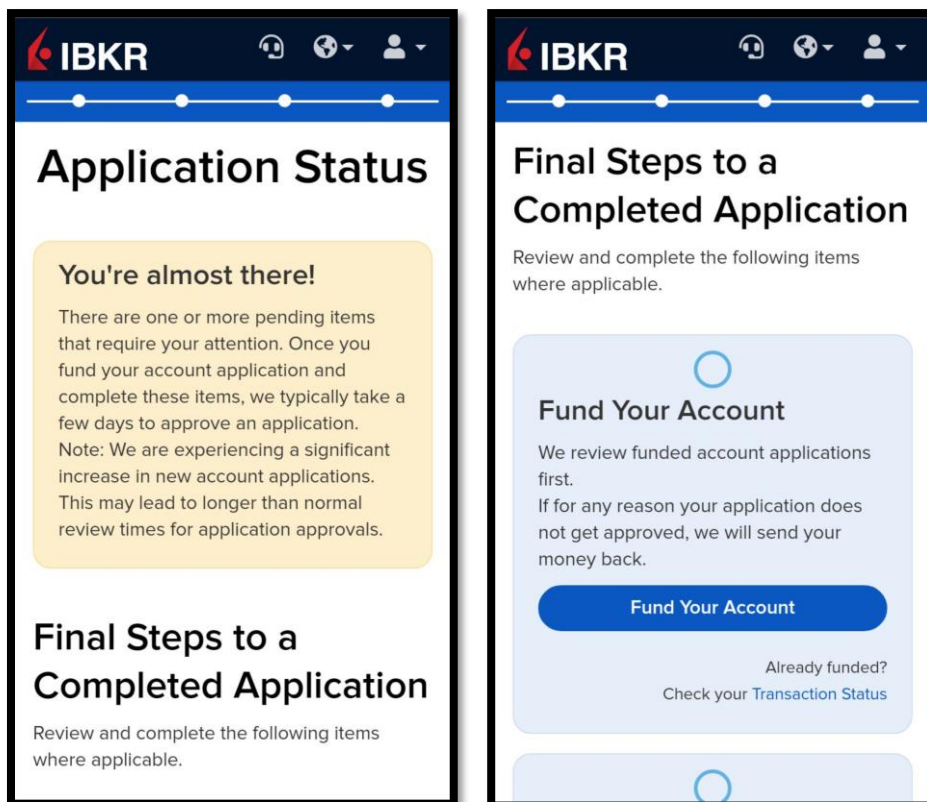 IBKR
Application Status
You're almost there!
There are one or more pending items
that require your attention. Once you
fund your account application and
complete these items, we typically take a
few days to approve an application.
Note: We are experiencing a significant
increase in new account applications.
This may lead to longer than normal
review times for application approvals.
Final Steps to a
Completed Application
Review and complete the following items
where applicable.
IBKR
Final Steps to a
Completed Application
Review and complete the following items
where applicable.
Fund Your Account
We review funded account applications
first.
If for any reason your application does
not get approved, we will send your
money back.
Fund Your Account
Already funded?
Check your Transaction Status